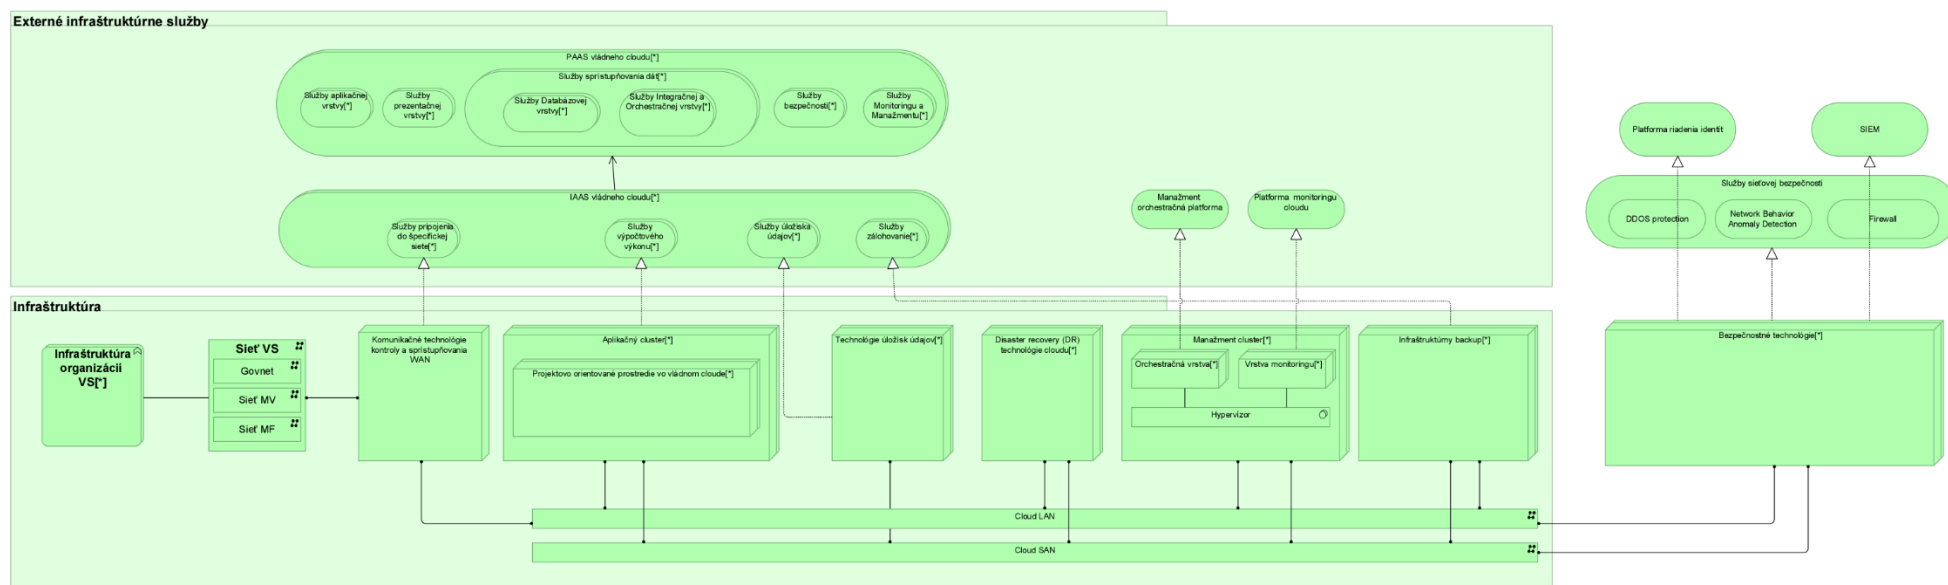 Externé infraštruktúrne služby
PAAS vládneho cloudu[*]
Služby sprístupňovania dát[*]
Služby aplikačnej
vrstvy[*]
Služby
prezentačnej
vrstvy[*]
Služby Databázovej
vrstvy[*]
Služby Integračnej a
Orchestračnej vrstvy[*]
Služby
bezpečnosti[*]
Služby
Monitoringu a
Manažmentu[*]
Platforma riadenia identít
SIEM
Služby sieťovej bezpečnosti
DDOS protection
Network Behavior
Anomaly Detection
Firewall
IAAS vládneho cloudu[*]
Služby pripojenia
do špecifickej
siete[*]
Služby
výpočtového
výkonu[*]
Služby úložiska
údajov[*]
Služby
zálohovanie[*]
Manažment
orchestračná platforma
Platforma monitoringu
cloudu
Infraštruktúra
Infraštruktúra
organizácii
VS[*]
Sieť VS
Govnet
Sieť MV
Sieť MF
Komunikačné technológie
kontroly a sprístupňovania
WAN
Aplikačný cluster[*]
Projektovo orientované prostredie vo vládnom cloude[*]
Technológie úložísk údajov[*]
Disaster recovery (DR)
technológie cloudu[*]
Manažment cluster[*]
Orchestračná vrstva[*]
Vrstva monitoringu[*]
Hypervízor
Infraštruktúrny backup[*]
Bezpečnostné technológie[*]
Cloud LAN
Cloud SAN